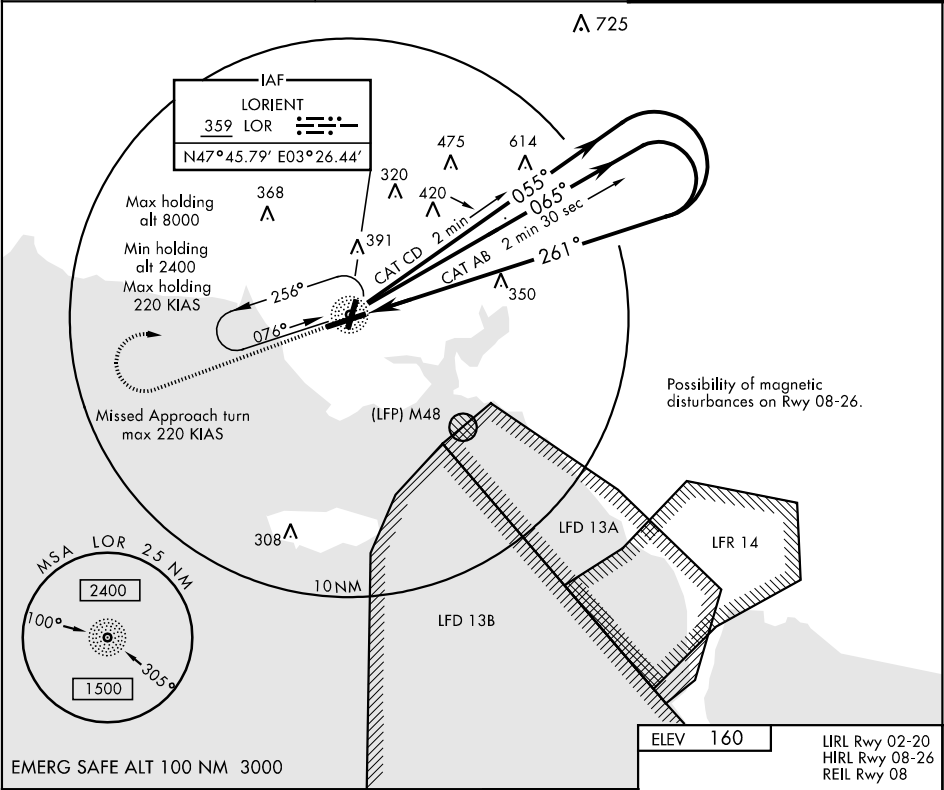 725
IAF
LORIENT
359 LOR
N47°45.79' E03°26.44'
475
614
320
420
368
391
350
Max holding
alt 8000
Min holding
alt 2400
Max holding
220 KIAS
055°
065°
261°
CAT CD 2 min
CAT AB 2 min 30 sec
256°
076°
Missed Approach turn
max 220 KIAS
Possibility of magnetic
disturbances on Rwy 08-26.
(LFP) M48
LFD 13A
LFR 14
LFD 13B
308
10NM
MSA LOR 25 NM
2400
100°
305°
1500
EMERG SAFE ALT 100 NM 3000
ELEV 160
LIRL Rwy 02-20
HIRL Rwy 08-26
REIL Rwy 08